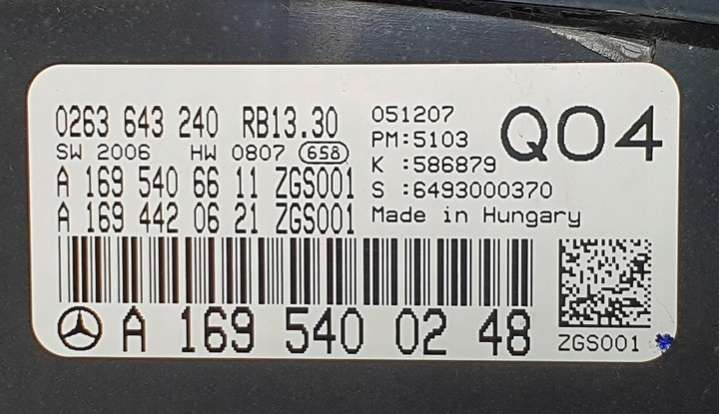 0263 643 240 RB13.30
SW 2006 HW 0807 658
A 169 540 66 11 ZGS001
A 169 442 06 21 ZGS001
051207
PM:5103
K :586879
S :6493000370
Made in Hungary
Q04
A 169 540 02 48
ZGS001